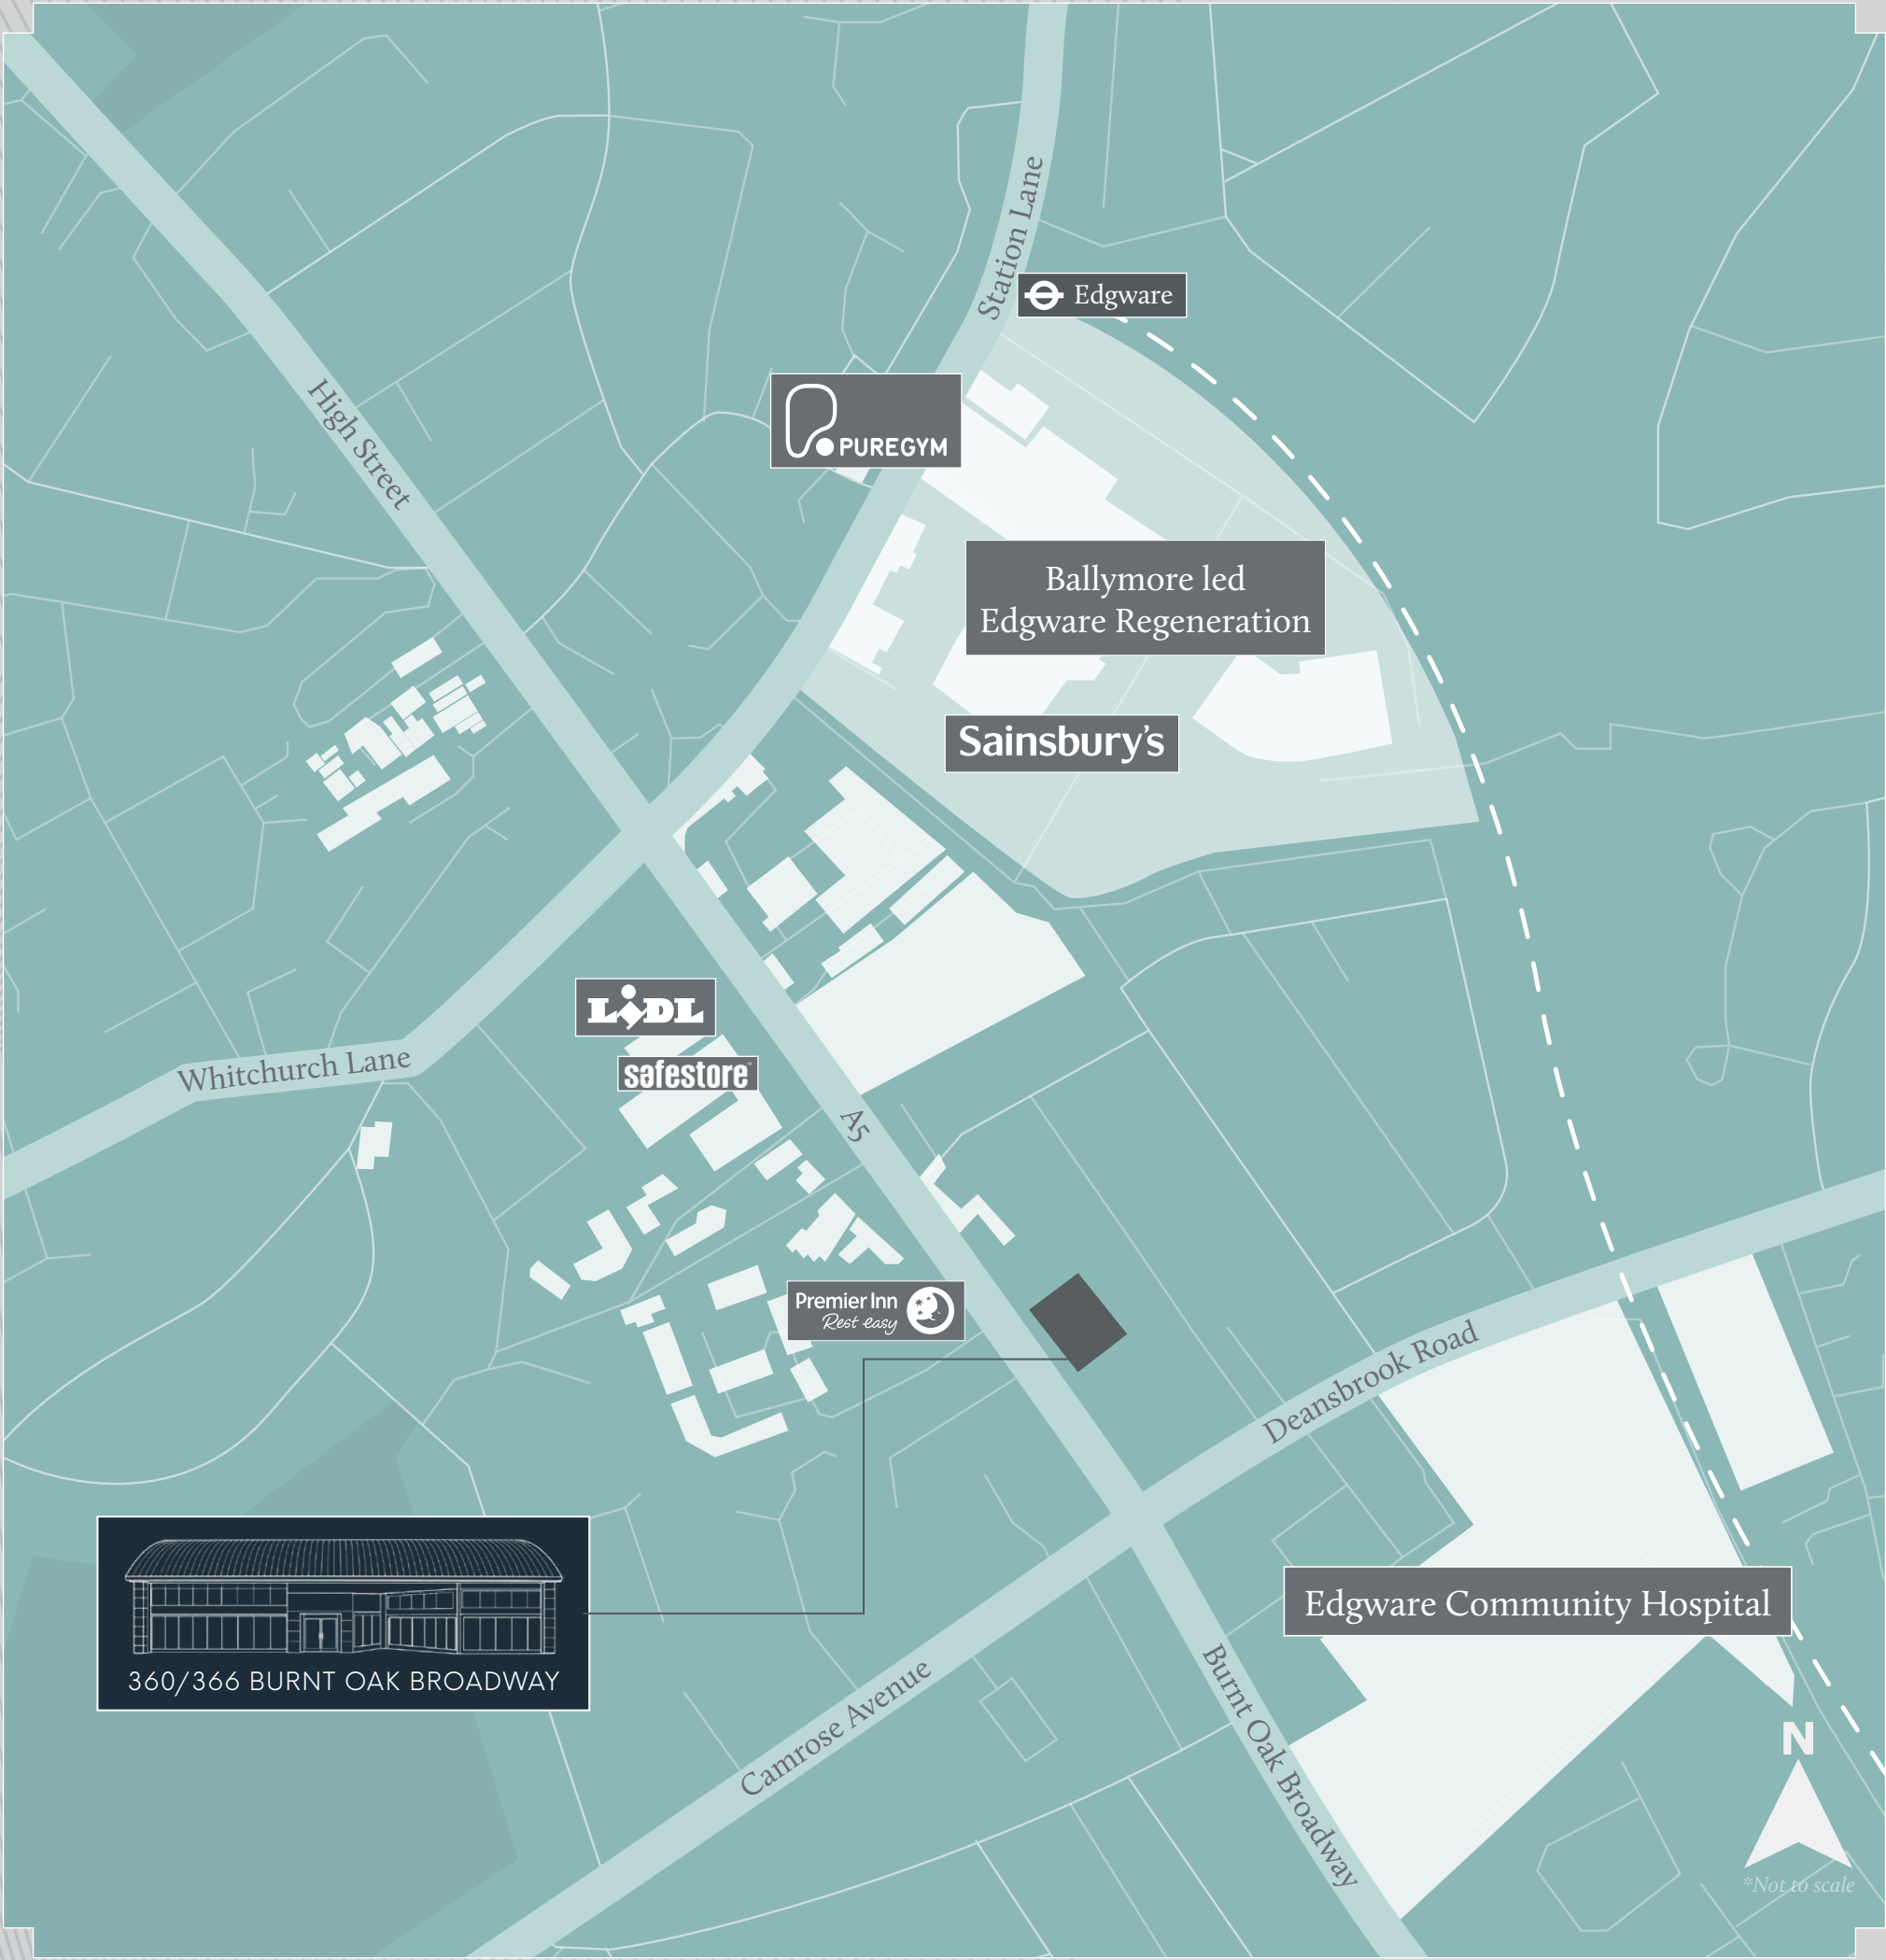 Station Lane
Edgware
High Street
PUREGYM
Ballymore led
Edgware Regeneration
Sainsbury's
LIDL
Whitchurch Lane
safestore
A5
Premier Inn
Rest easy
Deansbrook Road
Edgware Community Hospital
360/366 BURNT OAK BROADWAY
Camrose Avenue
Burnt Oak Broadway
N
*Not to scale